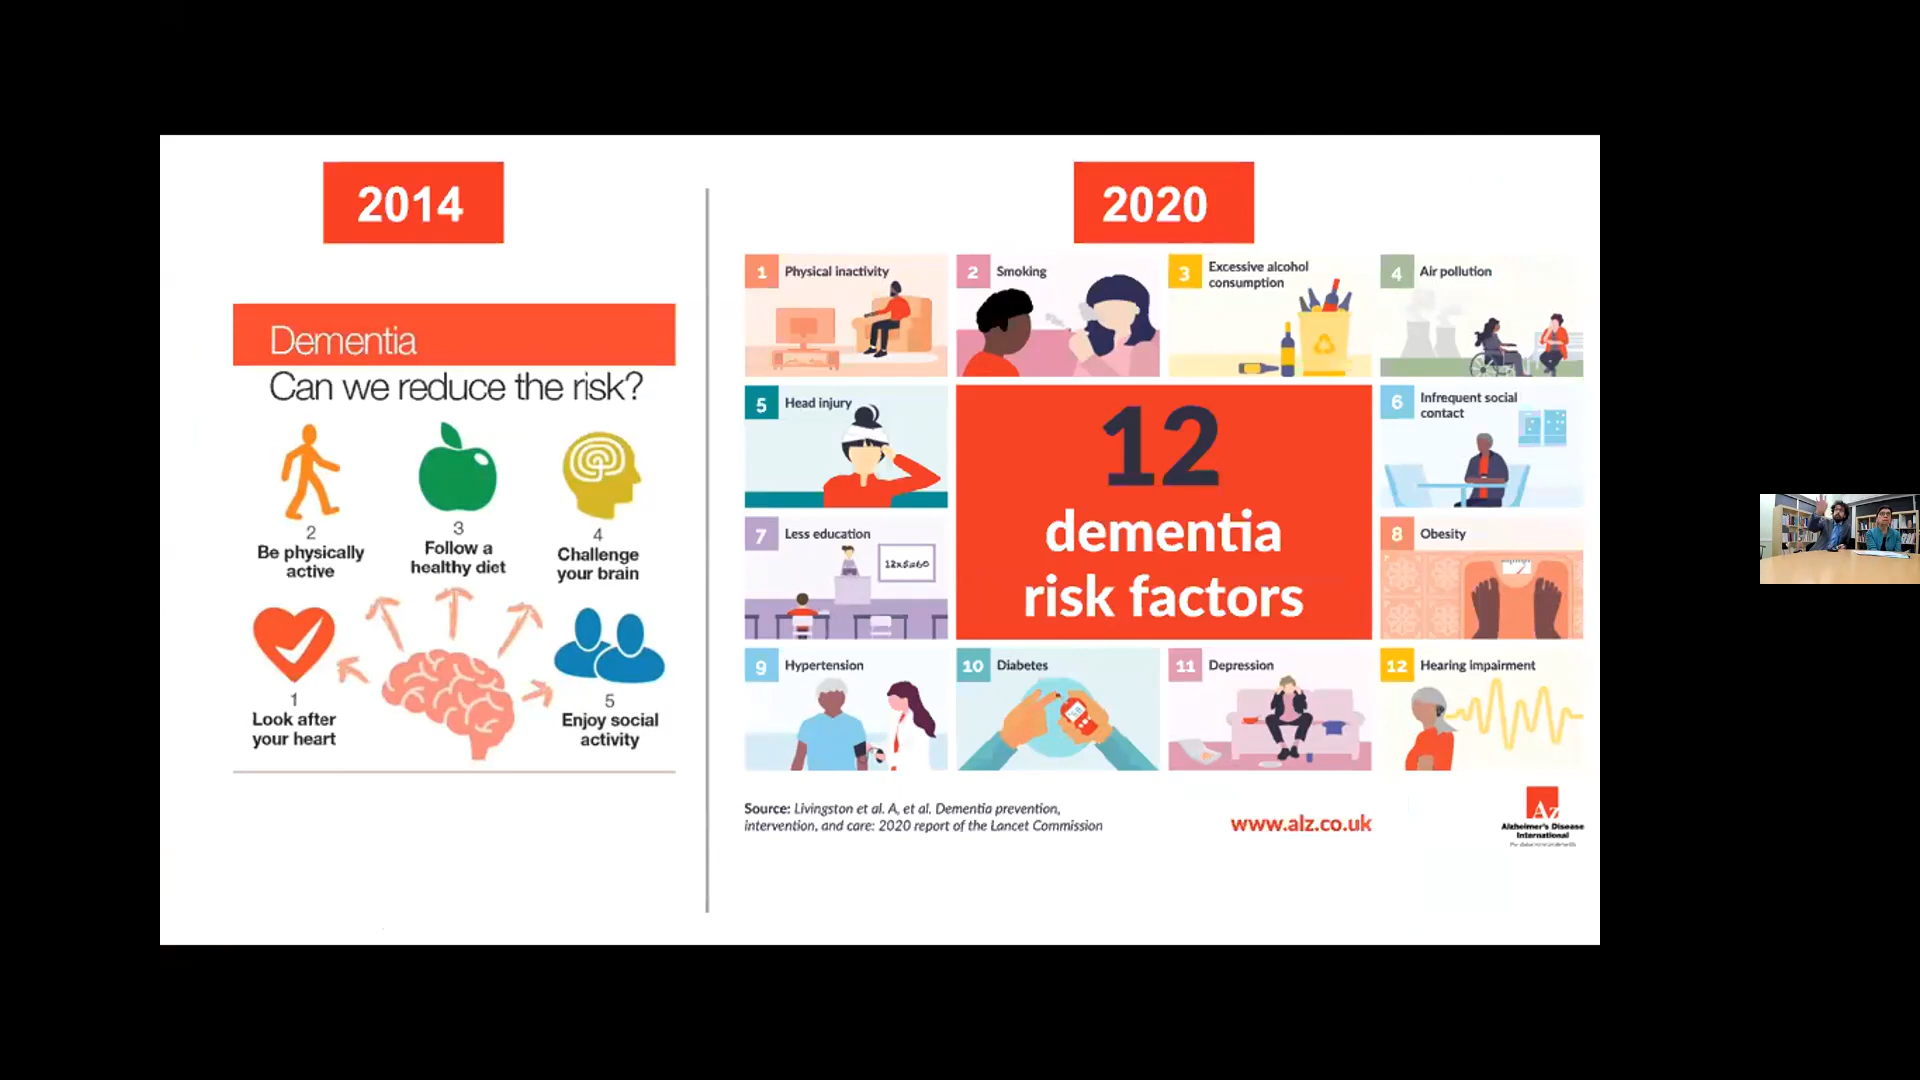 2014
Dementia
Can we reduce the risk?
2
Be physically
active
3
Follow a
healthy diet
4
Challenge
your brain
1
Look after
your heart
5
Enjoy social
activity
2020
1 Physical inactivity
2 Smoking
3 Excessive alcohol
consumption
4 Air pollution
5 Head injury
6 Infrequent social
contact
12
dementia
risk factors
7 Less education
12x5=60
8 Obesity
9 Hypertension
10 Diabetes
11 Depression
12 Hearing impairment
Source: Livingston et al. A, et al. Dementia prevention,
intervention, and care: 2020 report of the Lancet Commission
www.alz.co.uk
Az
Alzheimer's Disease
International